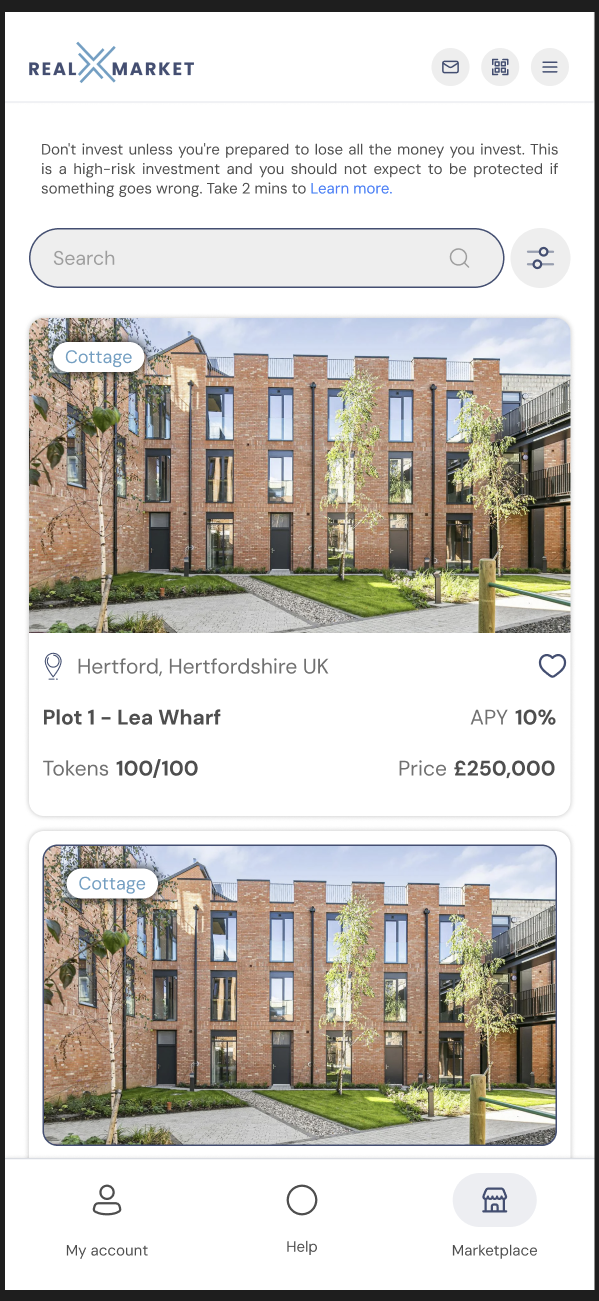 REAL MARKET
Don't invest unless you're prepared to lose all the money you invest. This
is a high-risk investment and you should not expect to be protected if
something goes wrong. Take 2 mins to Learn more.
Search
Cottage
Hertford, Hertfordshire UK
Plot 1 - Lea Wharf APY 10%
Tokens 100/100 Price £250,000
Cottage
My account Help Marketplace